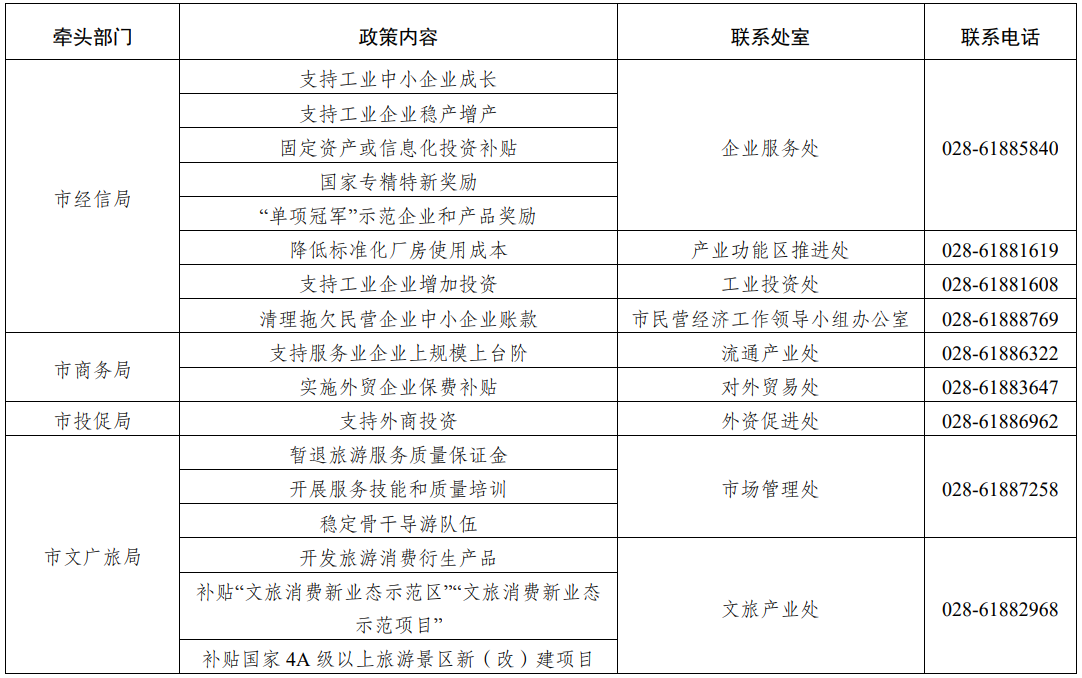 牵头部门 政策内容 联系处室 联系电话
支持工业中小企业成长
支持工业企业稳产增产
固定资产或信息化投资补贴 企业服务处 028-61885840
国家专精特新奖励
市经信局
“单项冠军”示范企业和产品奖励
降低标准化厂房使用成本 产业功能区推进处 028-61881619
支持工业企业增加投资 工业投资处 028-61881608
清理拖欠民营企业中小企业账款 市民营经济工作领导小组办公室 028-61888769
支持服务业企业上规模上台阶 流通产业处 028-61886322
市商务局
实施外贸企业保费补贴 对外贸易处 028-61883647
市投促局 支持外商投资 外资促进处 028-61886962
暂退旅游服务质量保证金
开展服务技能和质量培训 市场管理处 028-61887258
稳定骨干导游队伍
市文广旅局 开发旅游消费衍生产品
补贴“文旅消费新业态示范区”“文旅消费新业态
示范项目” 文旅产业处 028-61882968
补贴国家 4A 级以上旅游景区新（改）建项目